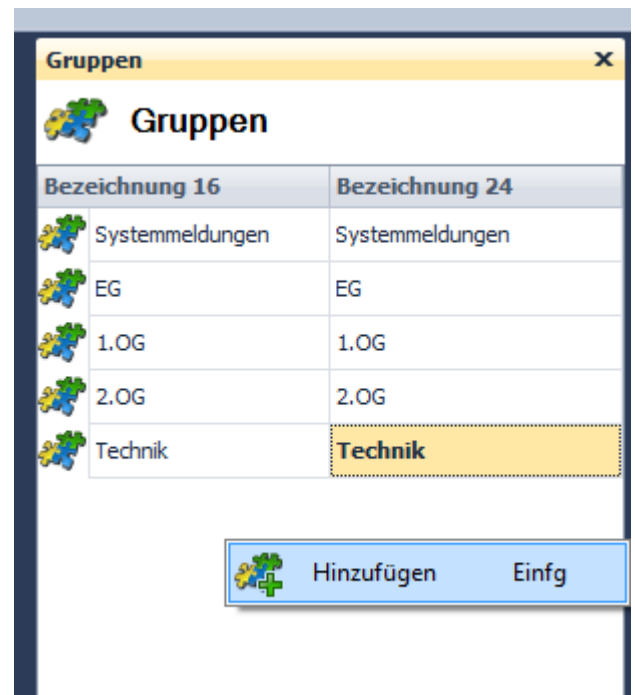 Gruppen x
Gruppen
Bezeichnung 16 Bezeichnung 24
Systemmeldungen Systemmeldungen
EG EG
1.OG 1.OG
2.OG 2.OG
Technik Technik
Hinzufügen Einfg